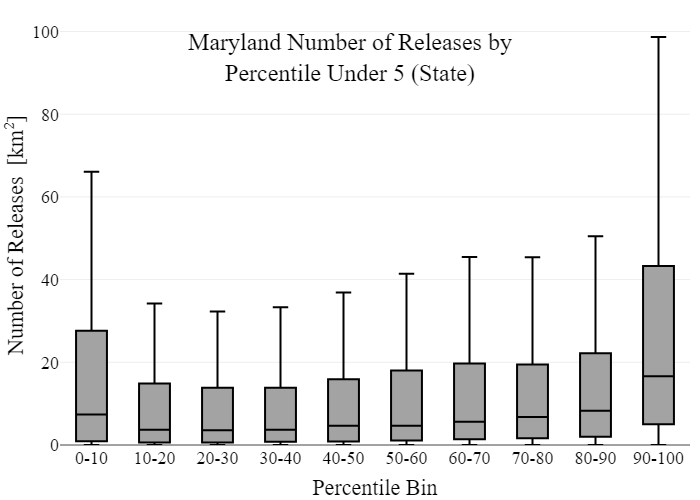 Maryland Number of Releases by
Percentile Under 5 (State)
Number of Releases [km²]
100
80
60
40
20
0
0-10 10-20 20-30 30-40 40-50 50-60 60-70 70-80 80-90 90-100
Percentile Bin